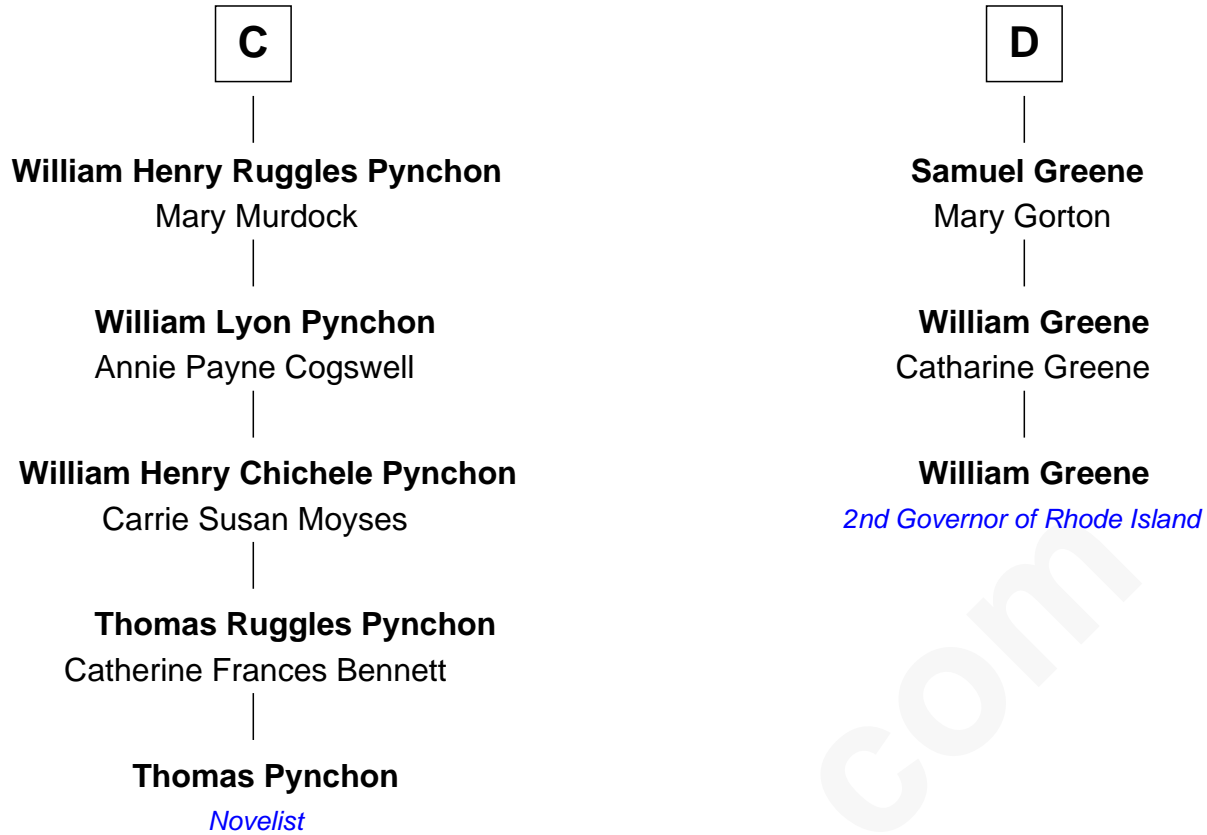 C
William Henry Ruggles Pynchon
Mary Murdock
William Lyon Pynchon
Annie Payne Cogswell
William Henry Chichele Pynchon
Carrie Susan Moyses
Thomas Ruggles Pynchon
Catherine Frances Bennett
Thomas Pynchon
Novelist
D
Samuel Greene
Mary Gorton
William Greene
Catharine Greene
William Greene
2nd Governor of Rhode Island
com